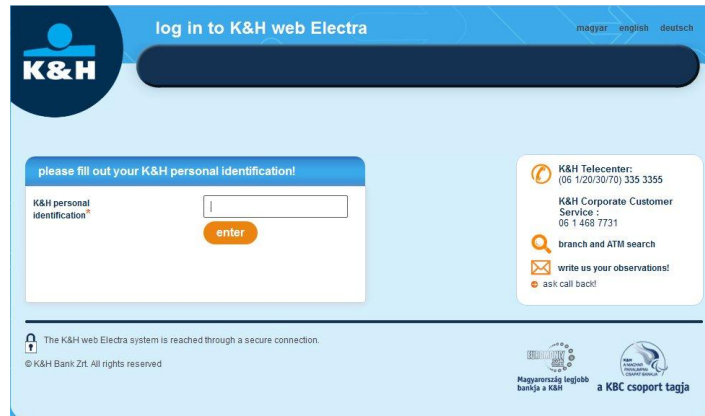 log in to K&H web Electra
magyar english deutsch
K&H
please fill out your K&H personal identification!
K&H personal
identification*
enter
K&H Telecenter:
(06 1/20/30/70) 335 3355
K&H Corporate Customer
Service :
06 1 468 7731
branch and ATM search
write us your observations!
ask call back!
The K&H web Electra system is reached through a secure connection.
© K&H Bank Zrt. All rights reserved
Magyarország legjobb
bankja a K&H
a KBC csoport tagja